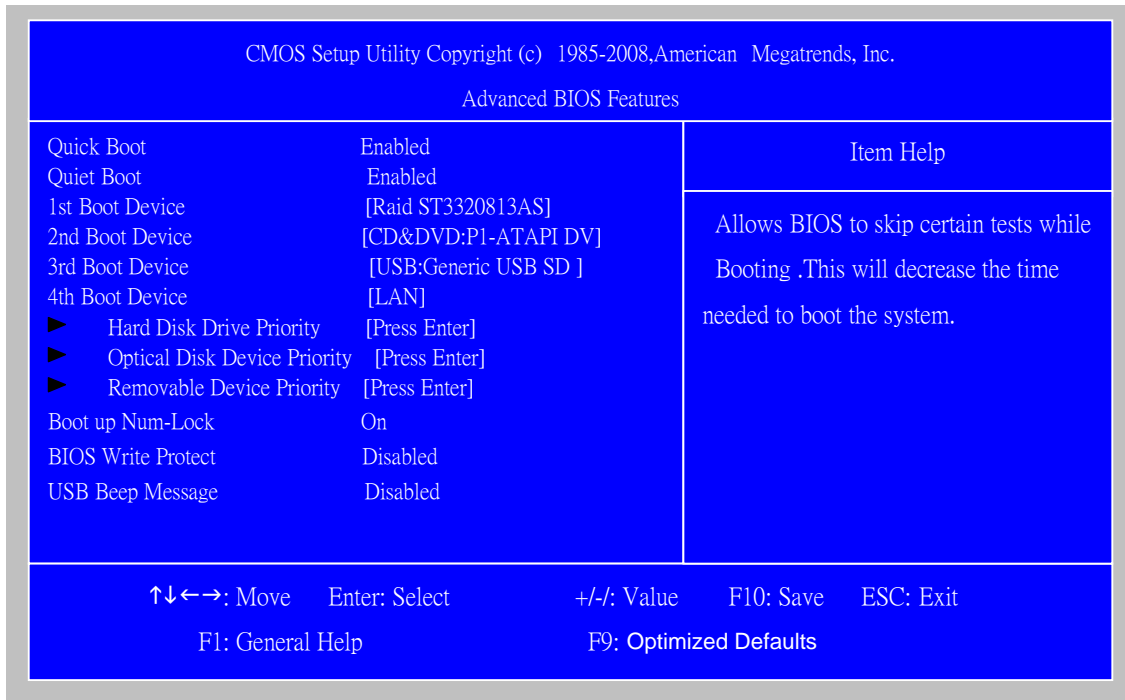 CMOS Setup Utility Copyright (c) 1985-2008,American Megatrends, Inc.
Advanced BIOS Features
Quick Boot Enabled
Quiet Boot Enabled
1st Boot Device [Raid ST3320813AS]
2nd Boot Device [CD&DVD:P1-ATAPI DV]
3rd Boot Device [USB:Generic USB SD ]
4th Boot Device [LAN]
► Hard Disk Drive Priority [Press Enter]
► Optical Disk Device Priority [Press Enter]
► Removable Device Priority [Press Enter]
Boot up Num-Lock On
BIOS Write Protect Disabled
USB Beep Message Disabled
Item Help
Allows BIOS to skip certain tests while
Booting .This will decrease the time
needed to boot the system.
↑↓←→: Move Enter: Select +/-/: Value F10: Save ESC: Exit
F1: General Help F9: Optimized Defaults